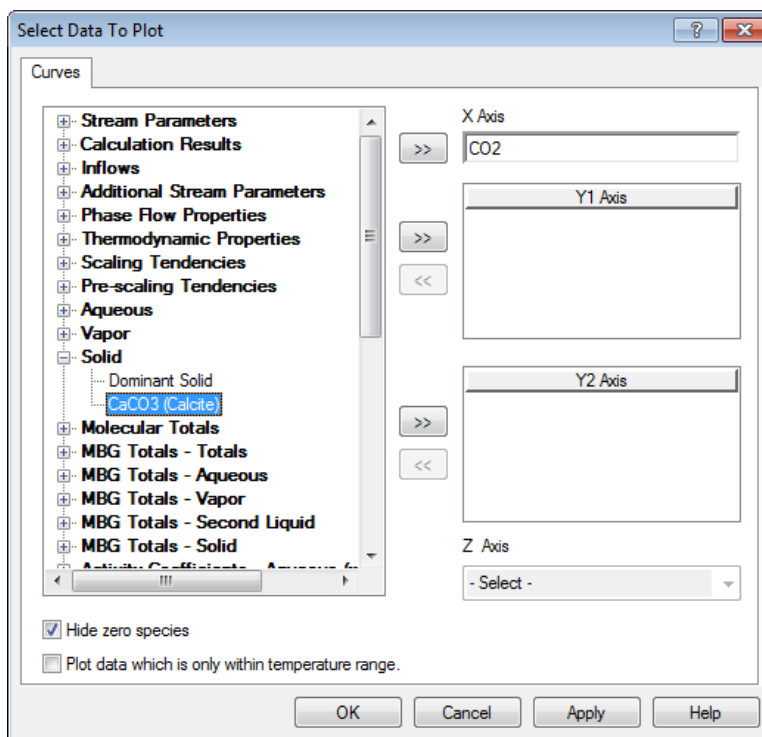 Select Data To Plot
Curves
Stream Parameters
Calculation Results
Inflows
Additional Stream Parameters
Phase Flow Properties
Thermodynamic Properties
Scaling Tendencies
Pre-scaling Tendencies
Aqueous
Vapor
Solid
Dominant Solid
CaCO3 (Calcite)
Molecular Totals
MBG Totals - Totals
MBG Totals - Aqueous
MBG Totals - Vapor
MBG Totals - Second Liquid
MBG Totals - Solid
Activity Coefficients - Aqueous
>>
X Axis
CO2
>>
<<
Y1 Axis
>>
<<
Y2 Axis
Z Axis
- Select -
Hide zero species
Plot data which is only within temperature range.
OK
Cancel
Apply
Help